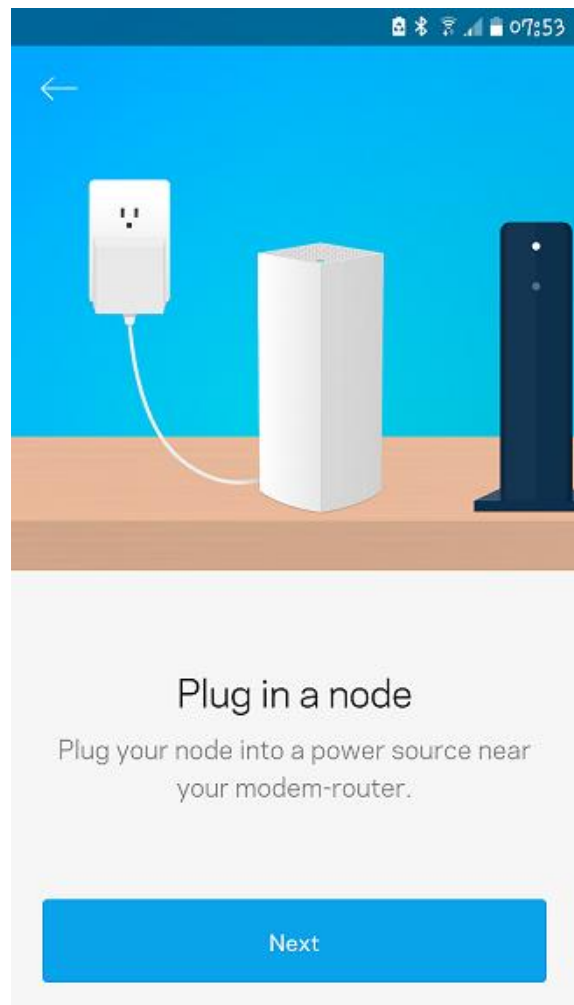 07:53
Plug in a node
Plug your node into a power source near
your modem-router.
Next